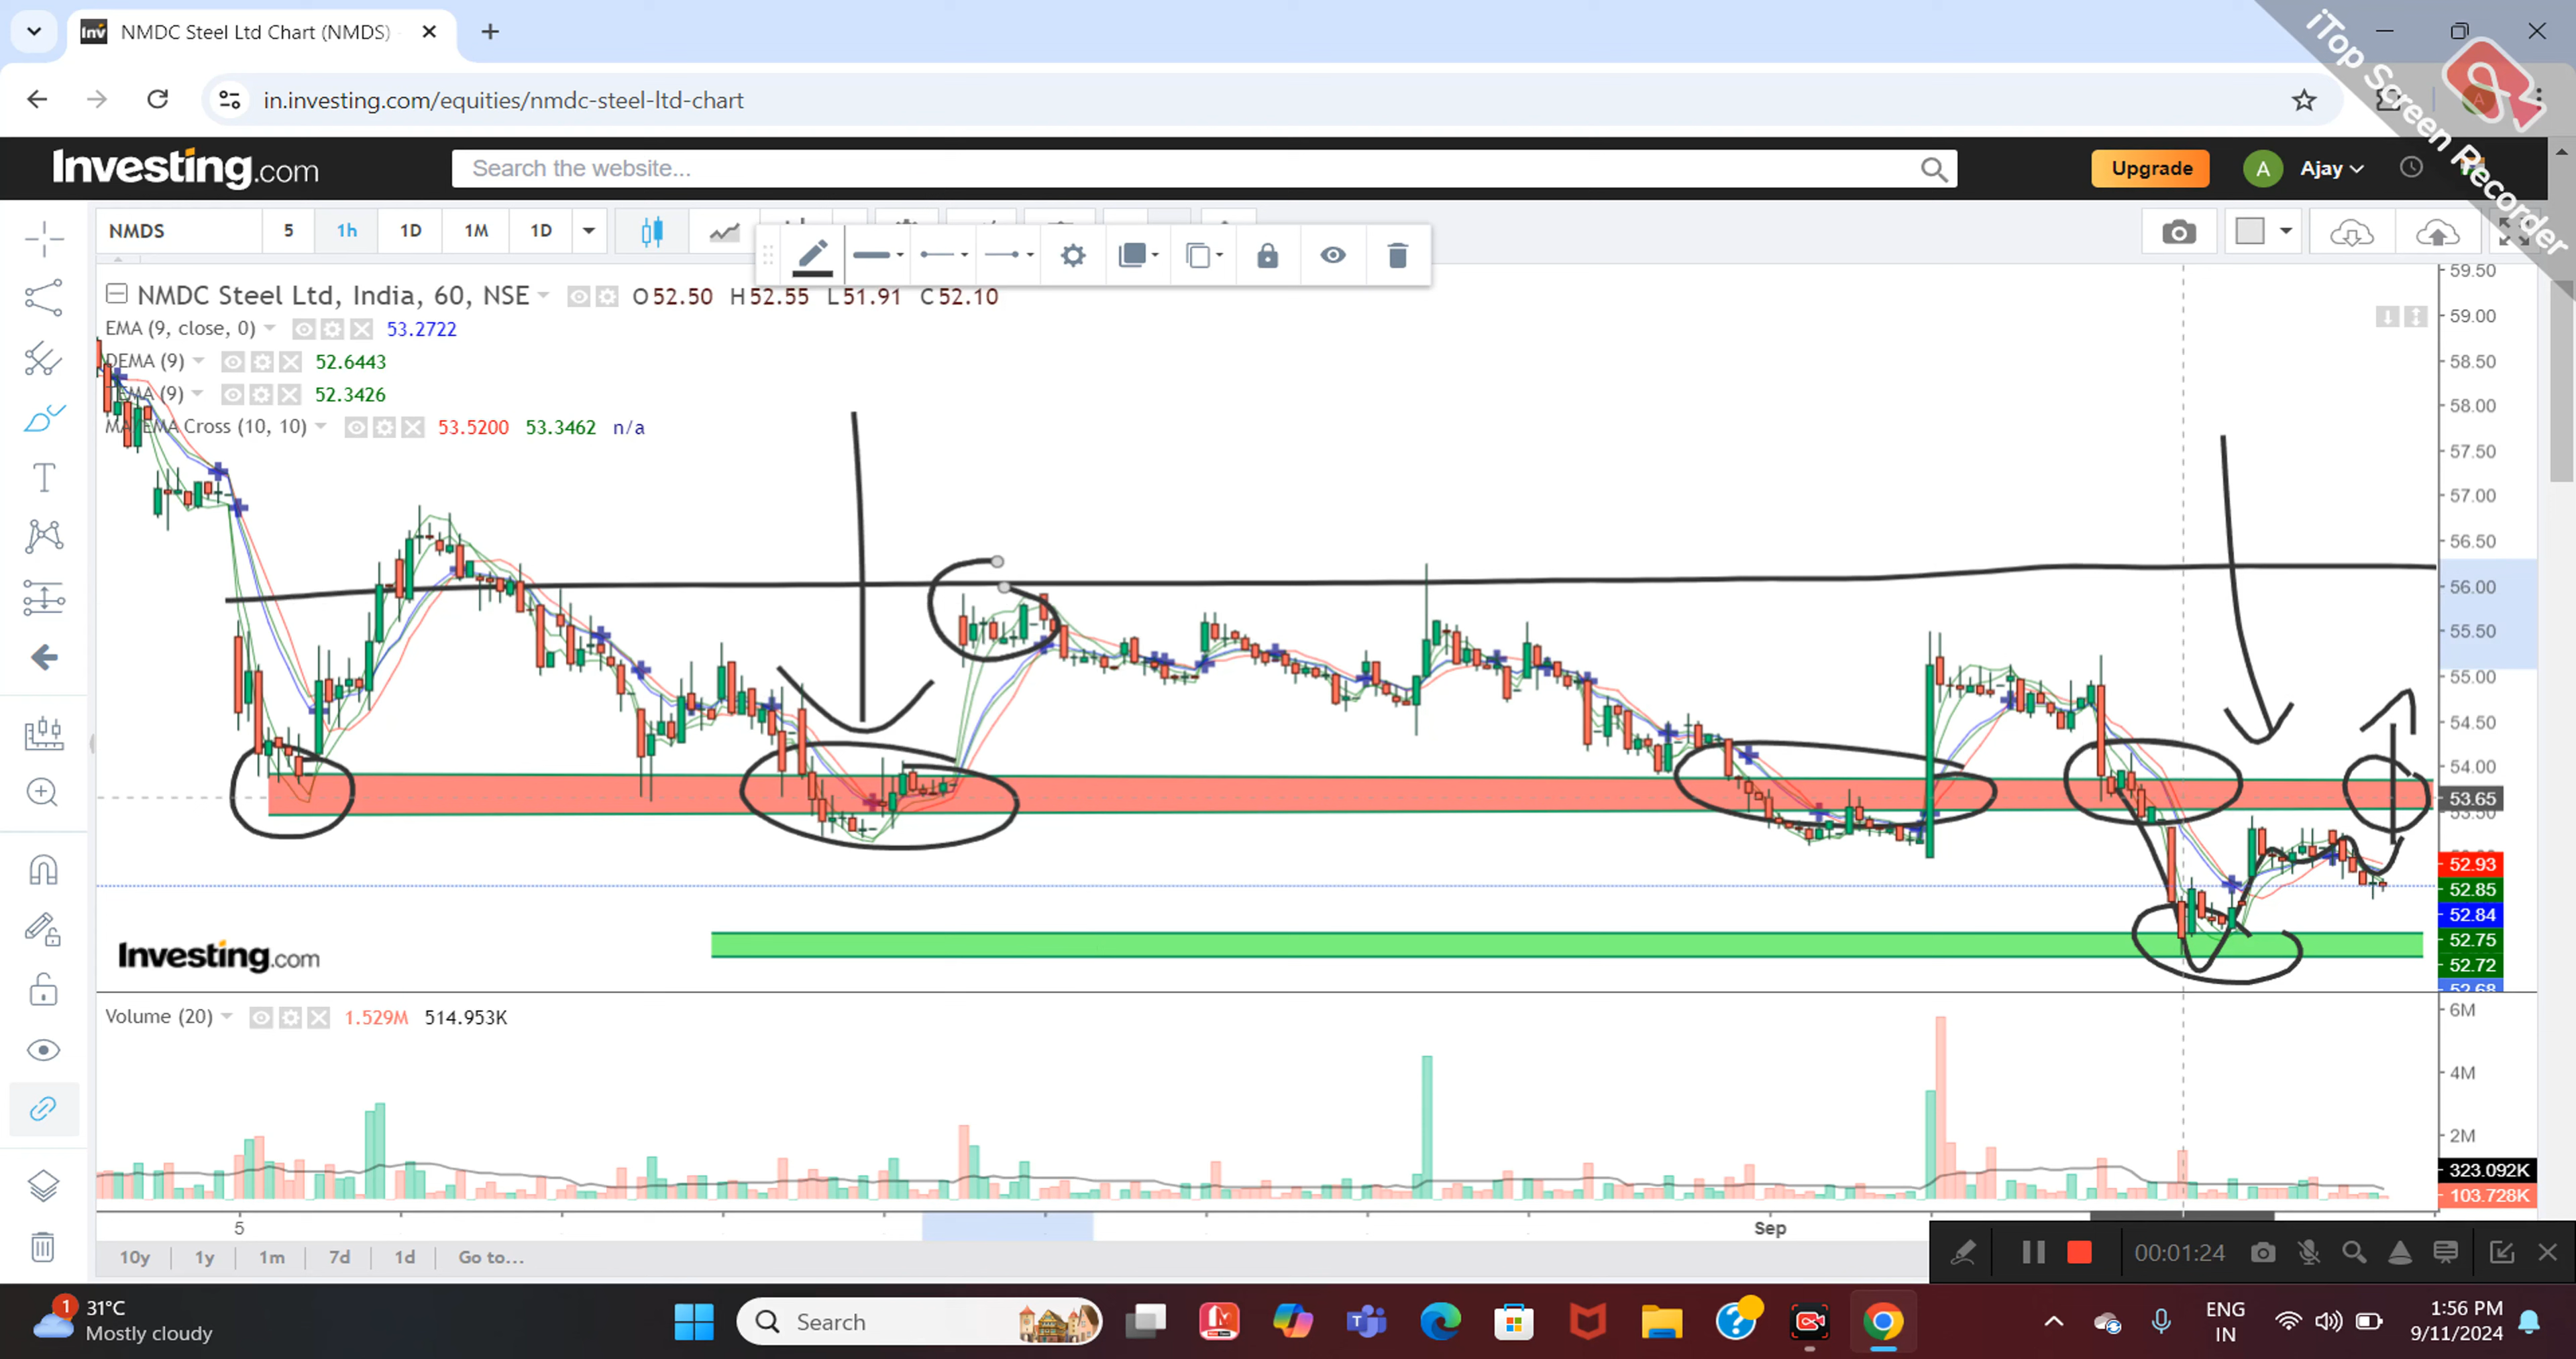 NMDC Steel Ltd Chart (NMDS)
in.investing.com/equities/nmdc-steel-ltd-chart
iTop Screen Recorder
Investing.com
Search the website...
Upgrade
A
Ajay
NMDS
5
1h
1D
1M
1D
NMDC Steel Ltd, India, 60, NSE
O52.50 H52.55 L51.91 C52.10
EMA (9, close, 0) 53.2722
DEMA (9) 52.6443
TEMA (9) 52.3426
MA/EMA Cross (10, 10) 53.5200 53.3462 n/a
59.50
59.00
58.50
58.00
57.50
57.00
56.50
56.00
55.50
55.00
54.50
54.00
53.65
53.50
52.93
52.85
52.84
52.75
52.72
52.68
Investing.com
Volume (20) 1.529M 514.953K
6M
4M
2M
323.092K
103.728K
5
Sep
10y
1y
1m
7d
1d
Go to...
00:01:24
1
31°C
Mostly cloudy
Search
ENG
IN
1:56 PM
9/11/2024